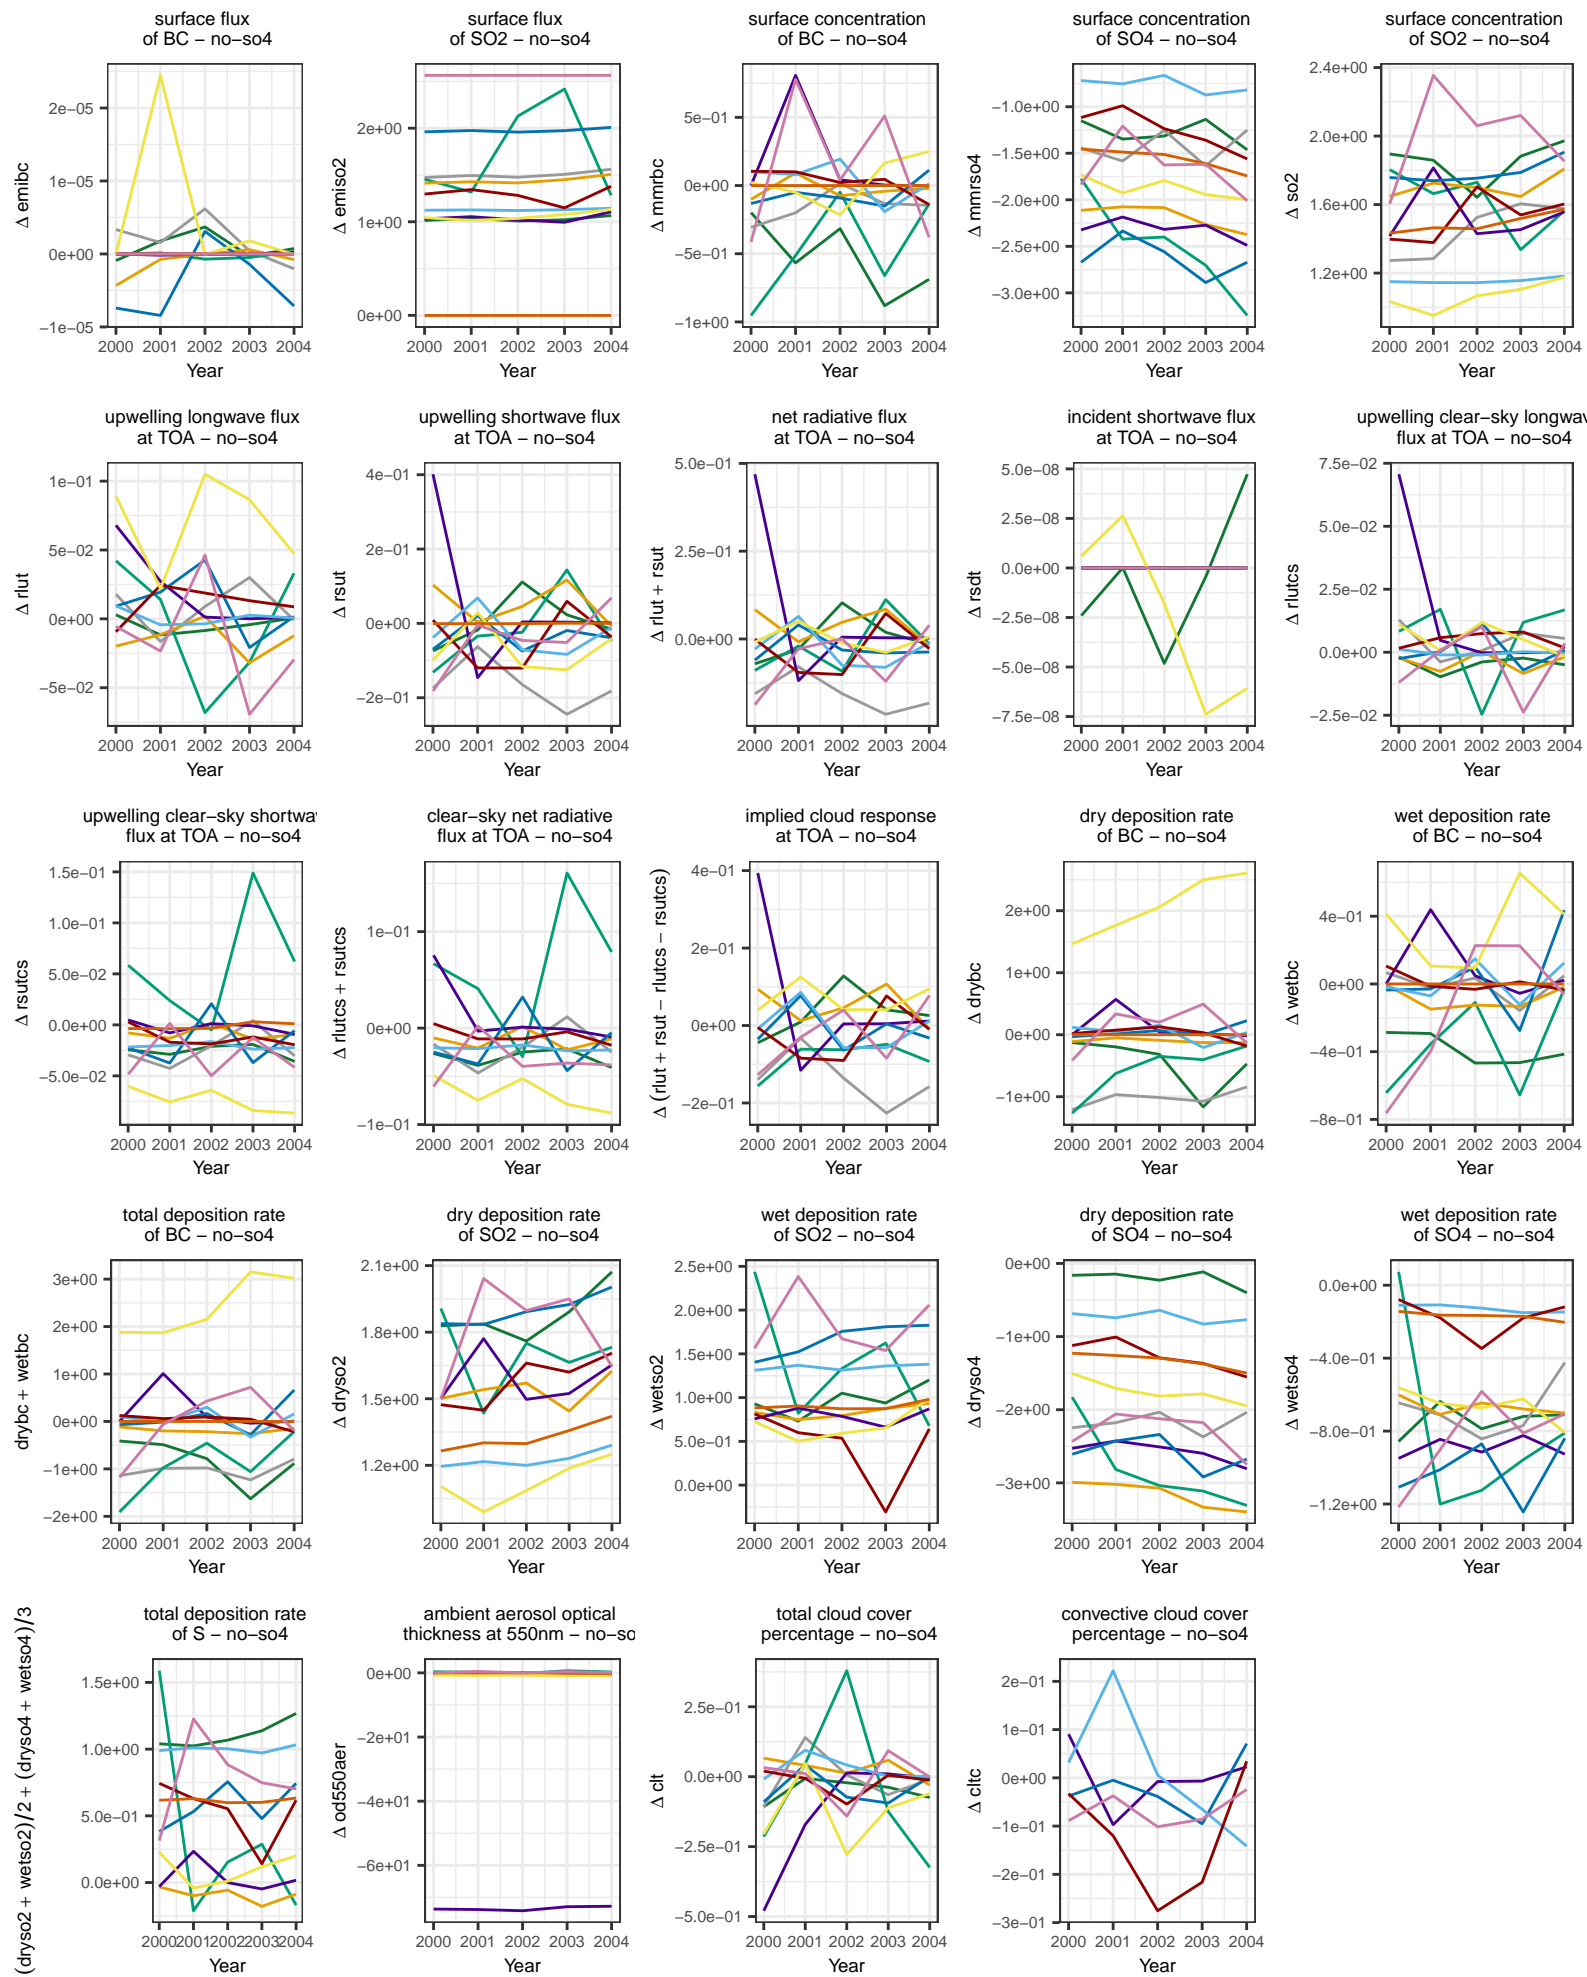 surface flux
of BC − no−so4
surface flux
of SO2 − no−so4
surface concentration
of BC − no−so4
surface concentration
of SO4 − no−so4
surface concentration
of SO2 − no−so4
Δ emibc
2e−05
1e−05
0e+00
−1e−05
2000 2001 2002 2003 2004
Year
Δ emiso2
2e+00
1e+00
0e+00
2000 2001 2002 2003 2004
Year
Δ mmrbc
5e−01
0e+00
−5e−01
−1e+00
2000 2001 2002 2003 2004
Year
Δ mmrso4
−1.0e+00
−1.5e+00
−2.0e+00
−2.5e+00
−3.0e+00
2000 2001 2002 2003 2004
Year
Δ so2
2.4e+00
2.0e+00
1.6e+00
1.2e+00
2000 2001 2002 2003 2004
Year
upwelling longwave flux
at TOA − no−so4
upwelling shortwave flux
at TOA − no−so4
net radiative flux
at TOA − no−so4
incident shortwave flux
at TOA − no−so4
upwelling clear−sky longwav
flux at TOA − no−so4
Δ rlut
1e−01
5e−02
0e+00
−5e−02
2000 2001 2002 2003 2004
Year
Δ rsut
4e−01
2e−01
0e+00
−2e−01
2000 2001 2002 2003 2004
Year
Δ rlut + rsut
5.0e−01
2.5e−01
0.0e+00
2000 2001 2002 2003 2004
Year
Δ rsdt
5.0e−08
2.5e−08
0.0e+00
−2.5e−08
−5.0e−08
−7.5e−08
2000 2001 2002 2003 2004
Year
Δ rlutcs
7.5e−02
5.0e−02
2.5e−02
0.0e+00
−2.5e−02
2000 2001 2002 2003 2004
Year
upwelling clear−sky shortwav
flux at TOA − no−so4
clear−sky net radiative
flux at TOA − no−so4
implied cloud response
at TOA − no−so4
dry deposition rate
of BC − no−so4
wet deposition rate
of BC − no−so4
Δ rsutcs
1.5e−01
1.0e−01
5.0e−02
0.0e+00
−5.0e−02
2000 2001 2002 2003 2004
Year
Δ rlutcs + rsutcs
1e−01
0e+00
−1e−01
2000 2001 2002 2003 2004
Year
Δ (rlut + rsut − rlutcs − rsutcs)
4e−01
2e−01
0e+00
−2e−01
2000 2001 2002 2003 2004
Year
Δ drybc
2e+00
1e+00
0e+00
−1e+00
2000 2001 2002 2003 2004
Year
Δ wetbc
4e−01
0e+00
−4e−01
−8e−01
2000 2001 2002 2003 2004
Year
total deposition rate
of BC − no−so4
dry deposition rate
of SO2 − no−so4
wet deposition rate
of SO2 − no−so4
dry deposition rate
of SO4 − no−so4
wet deposition rate
of SO4 − no−so4
drybc + wetbc
3e+00
2e+00
1e+00
0e+00
−1e+00
−2e+00
2000 2001 2002 2003 2004
Year
Δ dryso2
2.1e+00
1.8e+00
1.5e+00
1.2e+00
2000 2001 2002 2003 2004
Year
Δ wetso2
2.5e+00
2.0e+00
1.5e+00
1.0e+00
5.0e−01
0.0e+00
2000 2001 2002 2003 2004
Year
Δ dryso4
0e+00
−1e+00
−2e+00
−3e+00
2000 2001 2002 2003 2004
Year
Δ wetso4
0.0e+00
−4.0e−01
−8.0e−01
−1.2e+00
2000 2001 2002 2003 2004
Year
total deposition rate
of S − no−so4
ambient aerosol optical
thickness at 550nm − no−so
total cloud cover
percentage − no−so4
convective cloud cover
percentage − no−so4
(dryso2 + wetso2)/2 + (dryso4 + wetso4)/3
1.5e+00
1.0e+00
5.0e−01
0.0e+00
2000 2001 2002 2003 2004
Year
Δ od550aer
0e+00
−2e+01
−4e+01
−6e+01
2000 2001 2002 2003 2004
Year
Δ clt
2.5e−01
0.0e+00
−2.5e−01
−5.0e−01
2000 2001 2002 2003 2004
Year
Δ cltc
2e−01
1e−01
0e+00
−1e−01
−2e−01
−3e−01
2000 2001 2002 2003 2004
Year